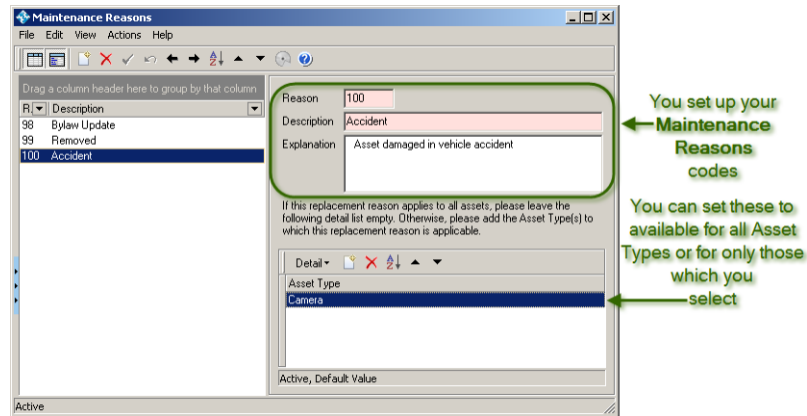 Maintenance Reasons
File Edit View Actions Help
Drag a column header here to group by that column
R. Description
98 Bylaw Update
99 Removed
100 Accident
Reason 100
Description Accident
Explanation Asset damaged in vehicle accident
If this replacement reason applies to all assets, please leave the
following detail list empty. Otherwise, please add the Asset Type(s) to
which this replacement reason is applicable.
Detail
Asset Type
Camera
Active, Default Value
Active
You set up your
Maintenance
Reasons
codes
You can set these to
available for all Asset
Types or for only those
which you
select